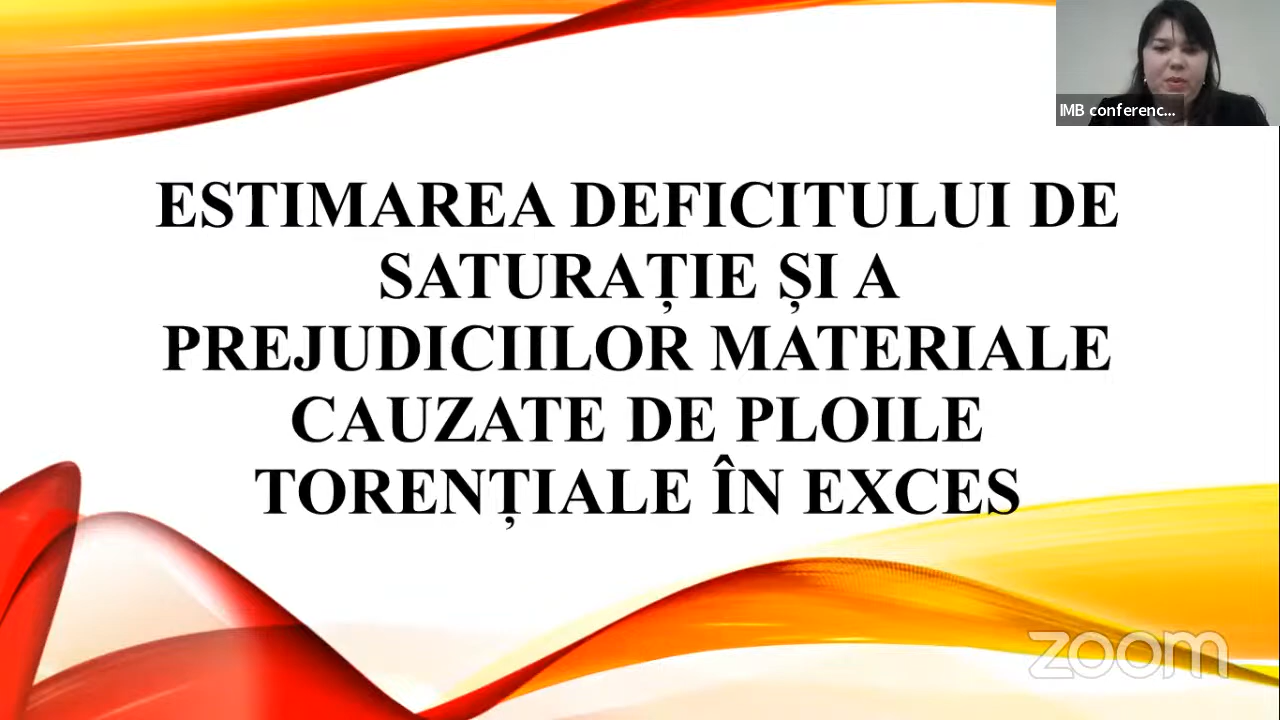 IMB conferenc...
ESTIMAREA DEFICITULUI DE
SATURAȚIE ȘI A
PREJUDICIILOR MATERIALE
CAUZATE DE PLOILE
TORENȚIALE ÎN EXCES
zoom